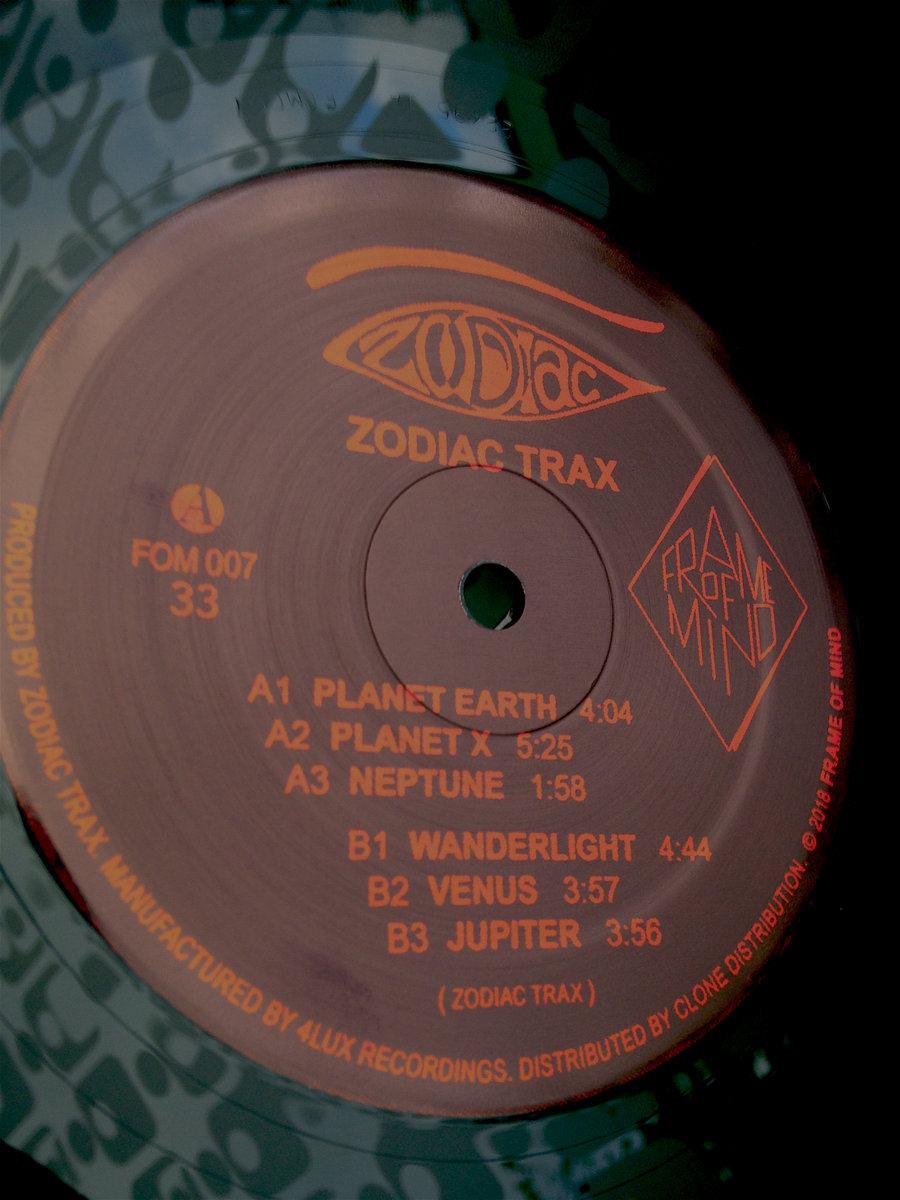 ZODIAC
ZODIAC TRAX
A
FOM 007
33
FRAME
OF
MIND
A1 PLANET EARTH 4:04
A2 PLANET X 5:25
A3 NEPTUNE 1:58
B1 WANDERLIGHT 4:44
B2 VENUS 3:57
B3 JUPITER 3:56
( ZODIAC TRAX )
PRODUCED BY ZODIAC TRAX. MANUFACTURED BY 4LUX RECORDINGS. DISTRIBUTED BY CLONE DISTRIBUTION. © 2018 FRAME OF MIND